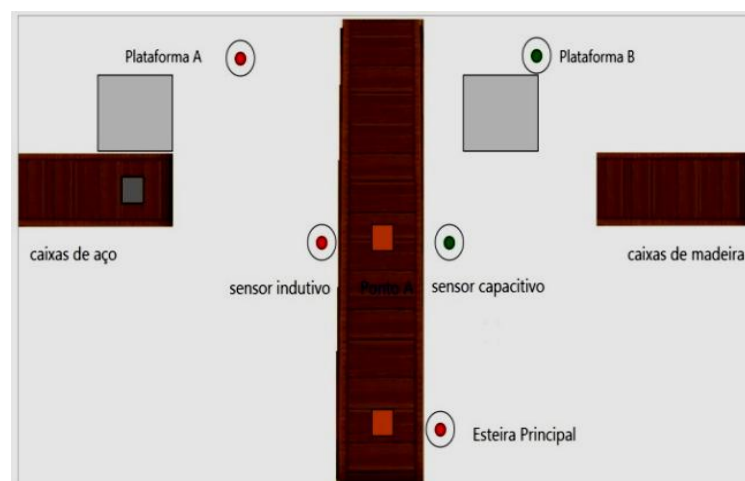 Plataforma A
Plataforma B
caixas de aço
caixas de madeira
sensor indutivo
Ponto A
sensor capacitivo
Esteira Principal